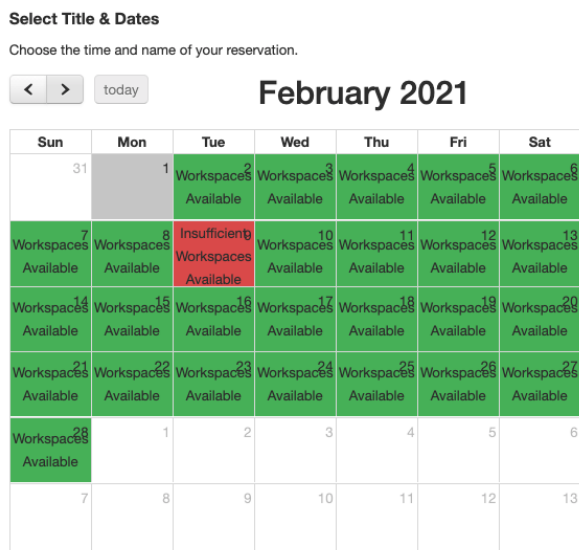 Select Title & Dates
Choose the time and name of your reservation.
< > today
February 2021
Sun Mon Tue Wed Thu Fri Sat
31 1 2 3 4 5 6
Workspaces Workspaces Workspaces Workspaces Workspaces
Available Available Available Available Available
7 8 Insufficient 9 10 11 12 13
Workspaces Workspaces Workspaces Workspaces Workspaces Workspaces Workspaces
Available Available Available Available Available Available Available
14 15 16 17 18 19 20
Workspaces Workspaces Workspaces Workspaces Workspaces Workspaces Workspaces
Available Available Available Available Available Available Available
21 22 23 24 25 26 27
Workspaces Workspaces Workspaces Workspaces Workspaces Workspaces Workspaces
Available Available Available Available Available Available Available
28 1 2 3 4 5 6
Workspaces
Available
7 8 9 10 11 12 13